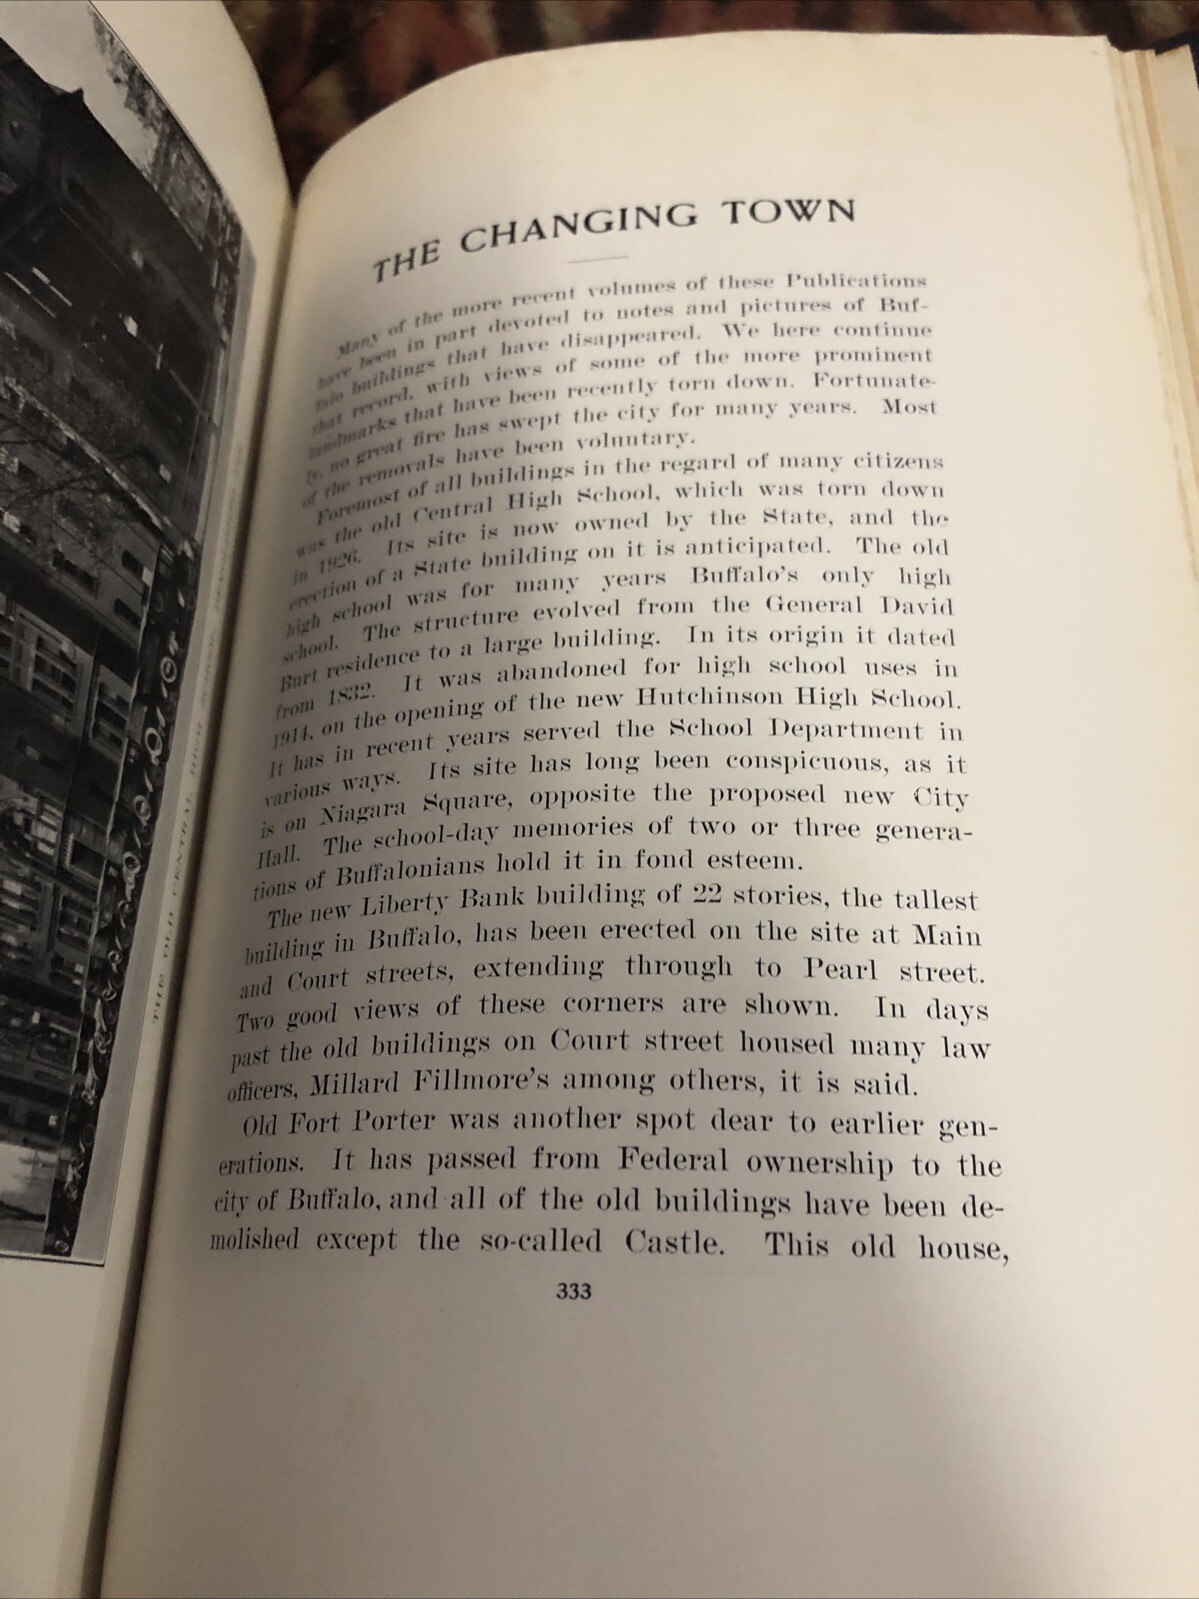 THE OLD CENTRAL HIGH SCHOOL
THE CHANGING TOWN
Many of the more recent volumes of these Publications
have been in part devoted to notes and pictures of Buf-
falo buildings that have disappeared. We here continue
that record, with views of some of the more prominent
landmarks that have been recently torn down. Fortunate-
ly, no great fire has swept the city for many years. Most
of the removals have been voluntary.
Foremost of all buildings in the regard of many citizens
was the old Central High School, which was torn down
in 1926. Its site is now owned by the State, and the
erection of a State building on it is anticipated. The old
high school was for many years Buffalo's only high
school. The structure evolved from the General David
Burt residence to a large building. In its origin it dated
from 1832. It was abandoned for high school uses in
1914, on the opening of the new Hutchinson High School.
It has in recent years served the School Department in
various ways. Its site has long been conspicuous, as it
is on Niagara Square, opposite the proposed new City
Hall. The school-day memories of two or three genera-
tions of Buffalonians hold it in fond esteem.
The new Liberty Bank building of 22 stories, the tallest
building in Buffalo, has been erected on the site at Main
and Court streets, extending through to Pearl street.
Two good views of these corners are shown. In days
past the old buildings on Court street housed many law
officers, Millard Fillmore's among others, it is said.
Old Fort Porter was another spot dear to earlier gen-
erations. It has passed from Federal ownership to the
city of Buffalo, and all of the old buildings have been de-
molished except the so-called Castle. This old house,
333